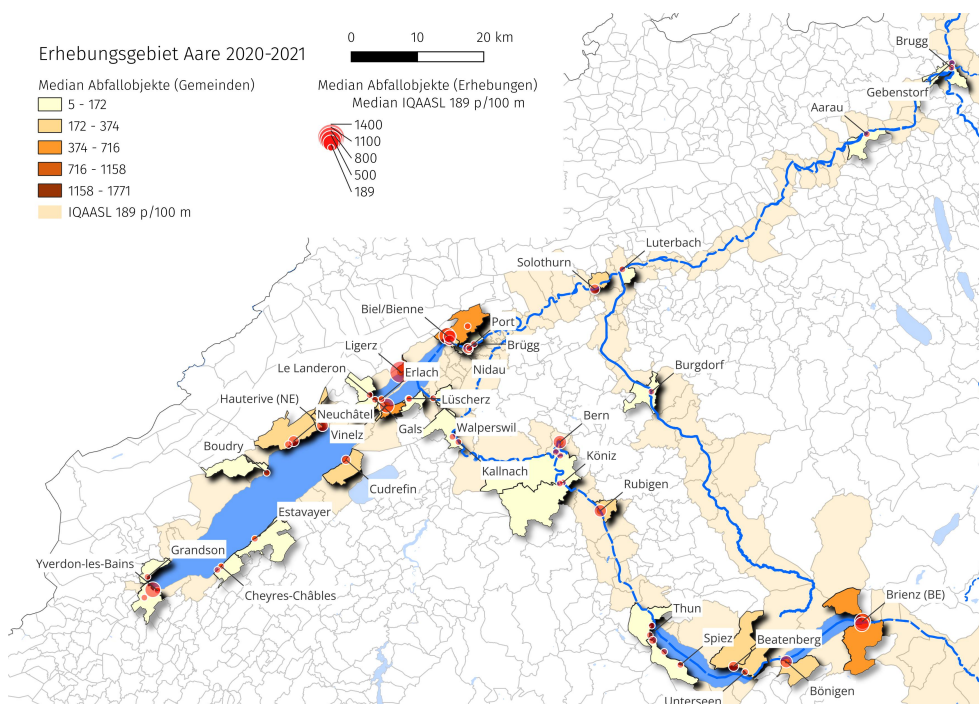 Erhebungsgebiet Aare 2020-2021
0 10 20 km
Median Abfallobjekte (Gemeinden)
5 - 172
172 - 374
374 - 716
716 - 1158
1158 - 1771
IQAASL 189 p/100 m
Median Abfallobjekte (Erhebungen)
Median IQAASL 189 p/100 m
1400
1100
800
500
189
Brugg
Gebenstorf
Aarau
Luterbach
Solothurn
Biel/Bienne
Port
Ligerz
Brügg
Nidau
Le Landeron
Erlach
Burgdorf
Hauterive (NE)
Lüscherz
Neuchâtel
Bern
Gals
Walperswil
Vinelz
Boudry
Köniz
Kallnach
Rubigen
Cudrefin
Estavayer
Grandson
Yverdon-les-Bains
Cheyres-Châbles
Brienz (BE)
Thun
Spiez
Beatenberg
Bönigen
Unterseen